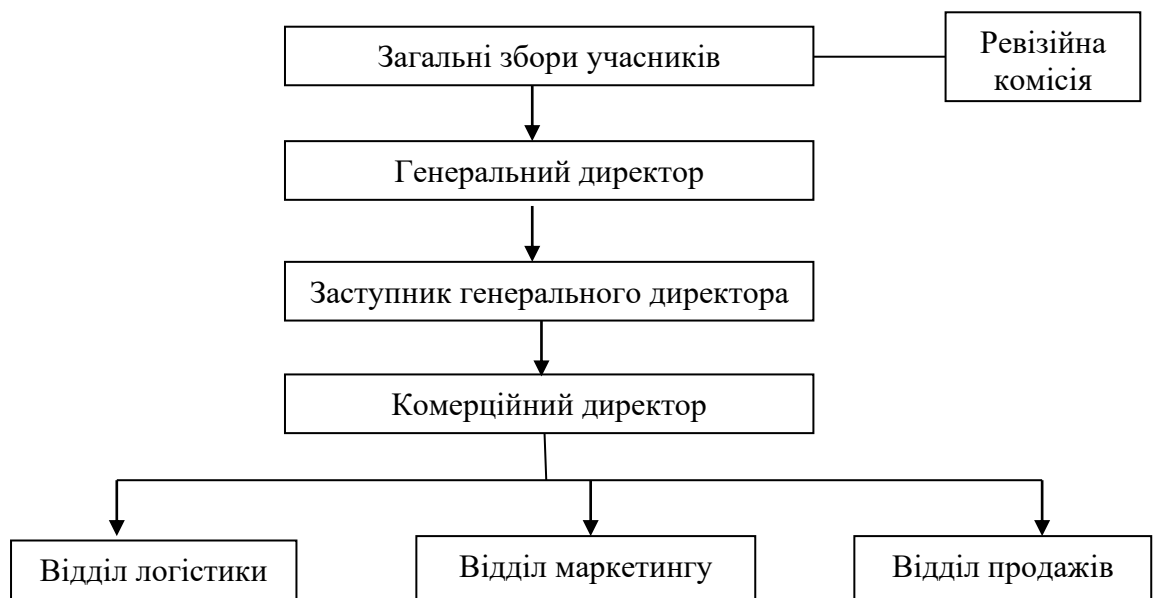 Загальні збори учасників
Ревізійна
комісія
Генеральний директор
Заступник генерального директора
Комерційний директор
Відділ логістики
Відділ маркетингу
Відділ продажів